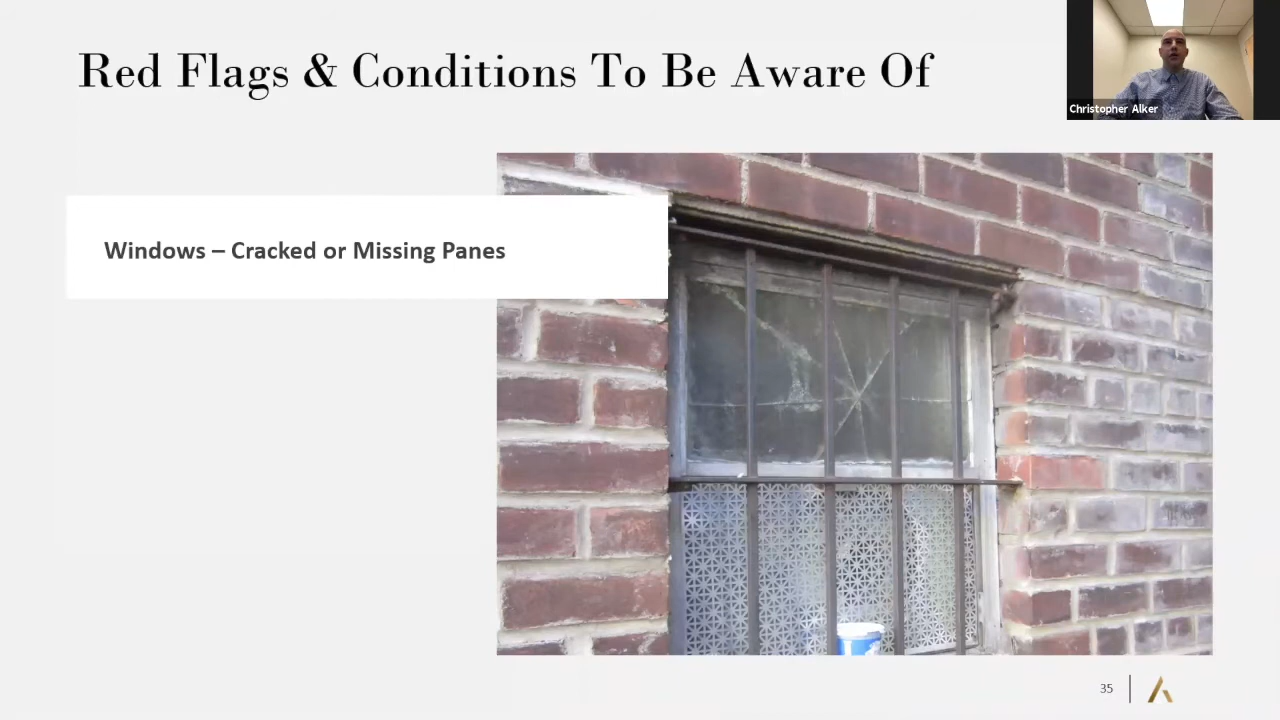 Red Flags & Conditions To Be Aware Of
Christopher Alker
Windows – Cracked or Missing Panes
35